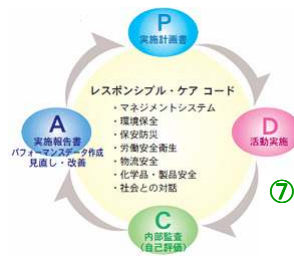 P
実施計画書
レスポンシブル・ケア コード
・マネジメントシステム
・環境保全
・保安防災
・労働安全衛生
・物流安全
・化学品・製品安全
・社会との対話
A
実施報告書
パフォーマンスデータ作成
見直し・改善
D
活動実施
⑦
C
内部監査
(自己評価)